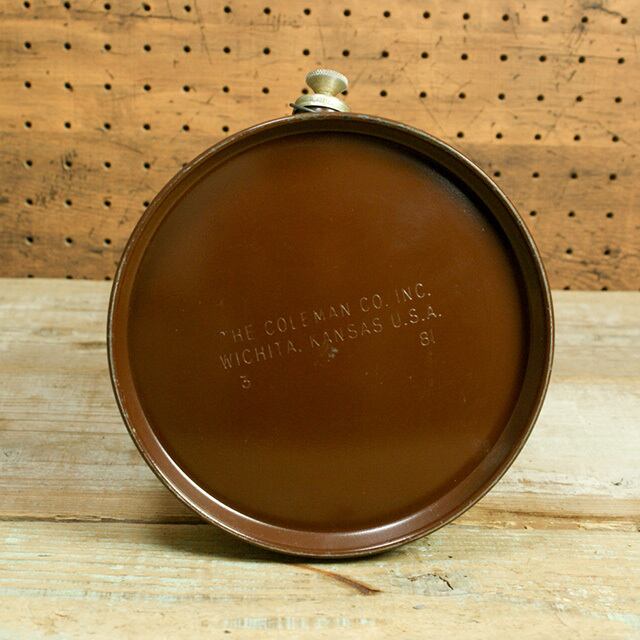 THE COLEMAN CO. INC.
WICHITA, KANSAS U.S.A.
3 81